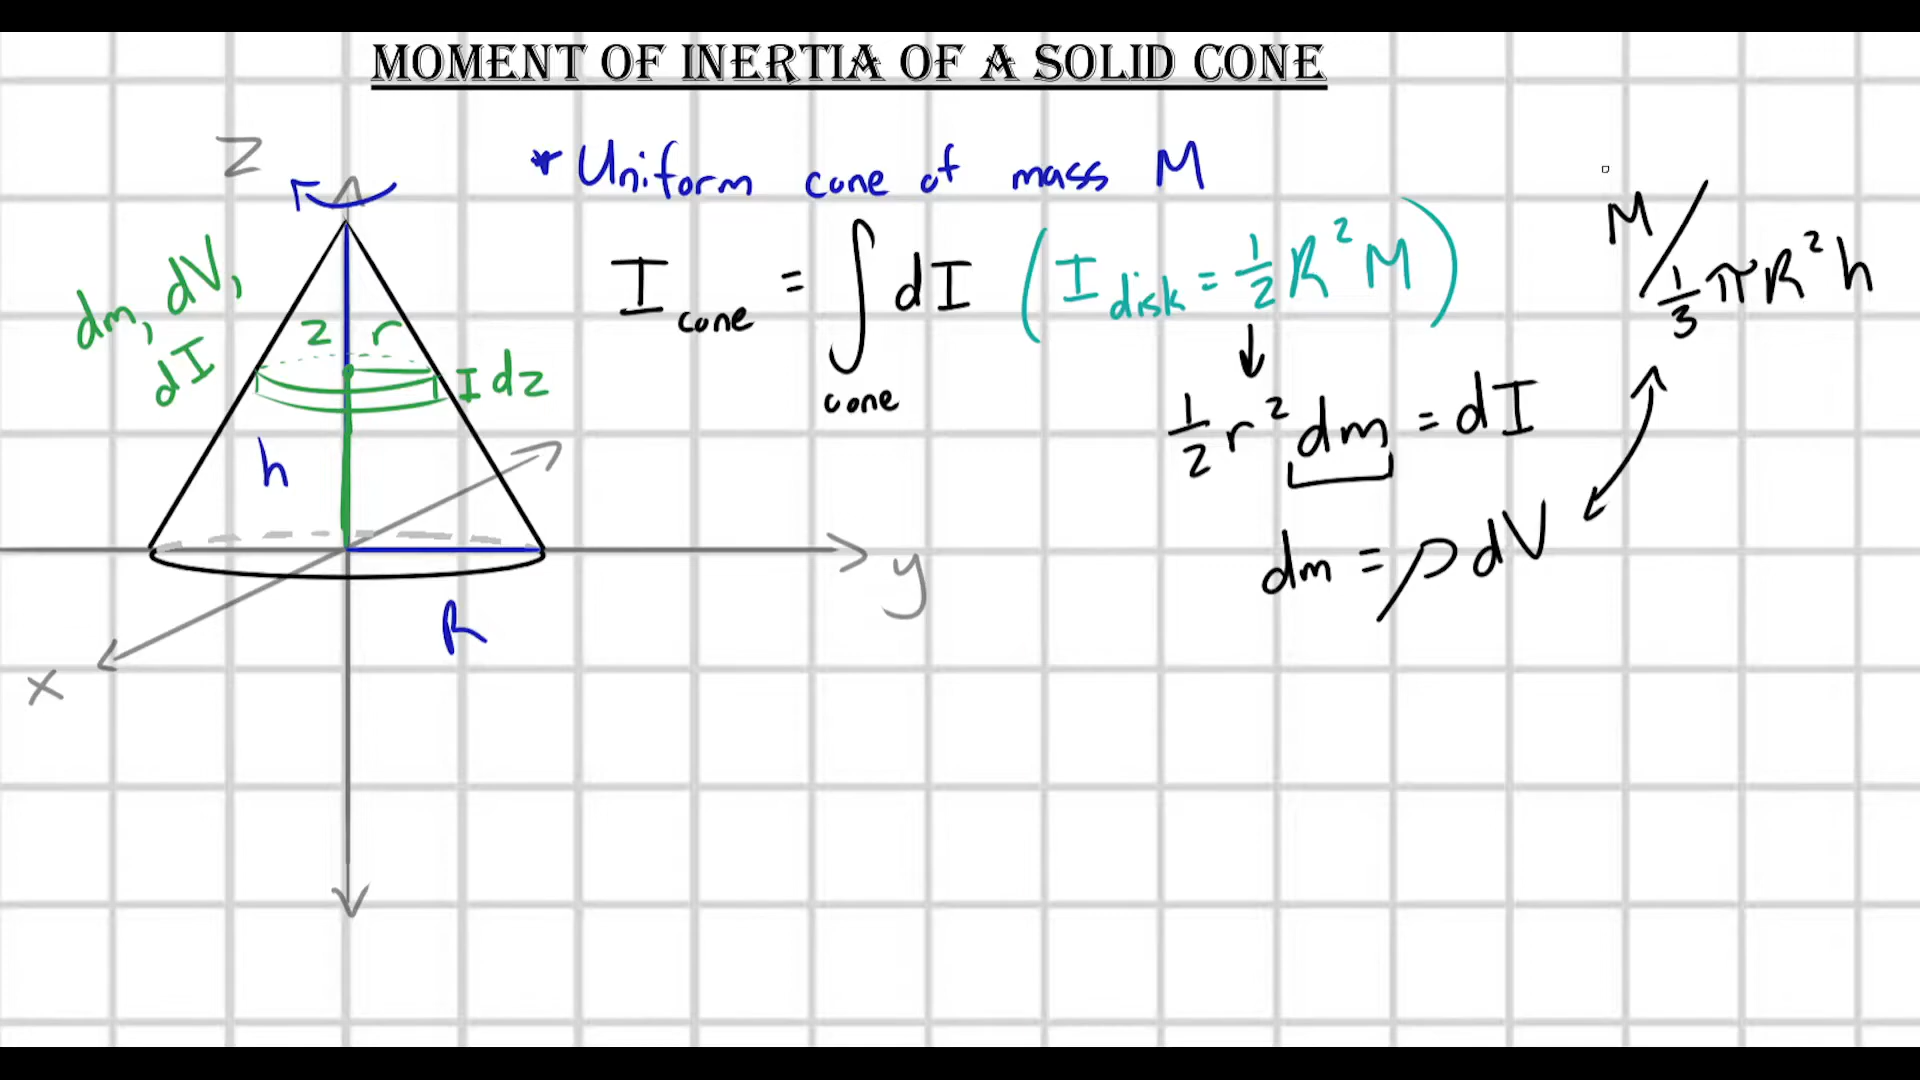 MOMENT OF INERTIA OF A SOLID CONE
* Uniform cone of mass M
I cone = ∫ cone dI (I disk = 1/2 R² M)
M / 1/3 πR²h
↓
1/2 r² dm = dI
dm = ρ dV
z
dm, dV,
dI
z r
I dz
h
R
y
x